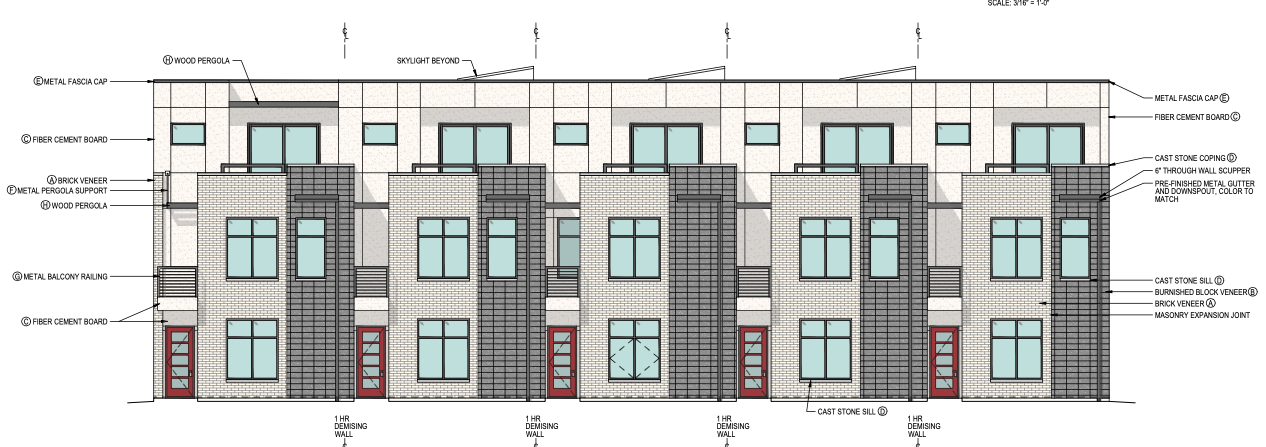 SCALE: 3/16" = 1'-0"
Ⓗ WOOD PERGOLA
SKYLIGHT BEYOND
Ⓔ METAL FASCIA CAP
METAL FASCIA CAP Ⓔ
FIBER CEMENT BOARD Ⓒ
Ⓒ FIBER CEMENT BOARD
CAST STONE COPING Ⓓ
6" THROUGH WALL SCUPPER
Ⓐ BRICK VENEER
PRE-FINISHED METAL GUTTER
AND DOWNSPOUT, COLOR TO
MATCH
Ⓕ METAL PERGOLA SUPPORT
Ⓗ WOOD PERGOLA
Ⓖ METAL BALCONY RAILING
CAST STONE SILL Ⓓ
BURNISHED BLOCK VENEER Ⓑ
BRICK VENEER Ⓐ
MASONRY EXPANSION JOINT
Ⓒ FIBER CEMENT BOARD
CAST STONE SILL Ⓓ
1 HR
DEMISING
WALL
1 HR
DEMISING
WALL
1 HR
DEMISING
WALL
1 HR
DEMISING
WALL